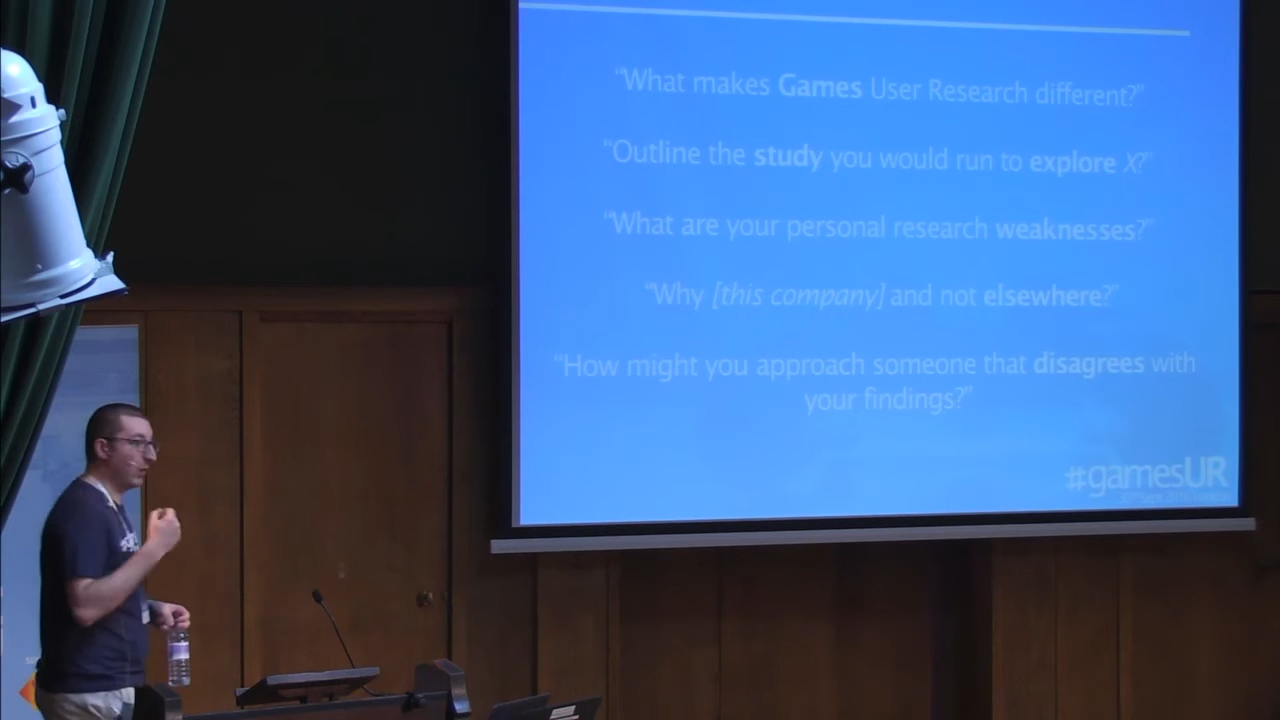 “What makes Games User Research different?”
“Outline the study you would run to explore X?”
“What are your personal research weaknesses?”
“Why [this company] and not elsewhere?”
“How might you approach someone that disagrees with
your findings?”
#gamesUR